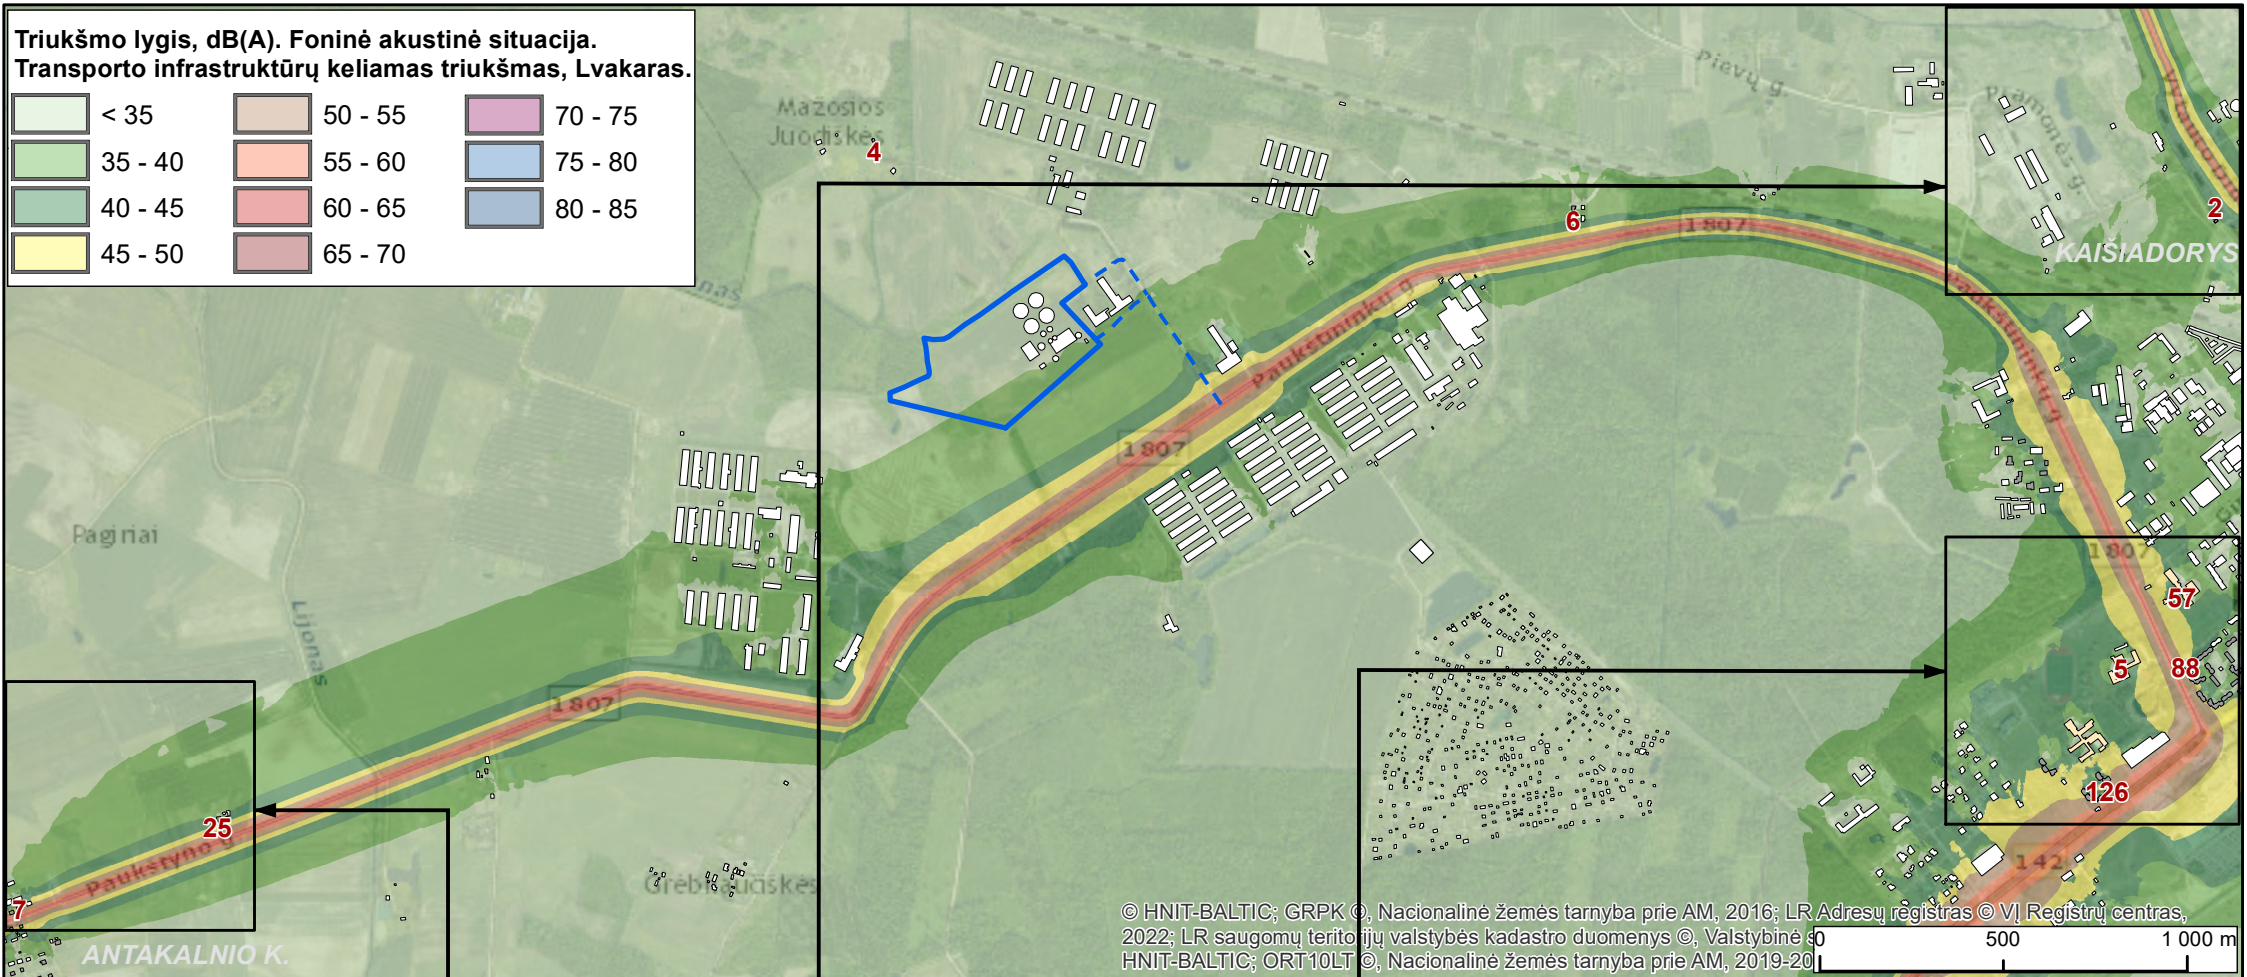 Triukšmo lygis, dB(A). Foninė akustinė situacija.
Transporto infrastruktūrų keliamas triukšmas, Lvakaras.
< 35
50 - 55
70 - 75
35 - 40
55 - 60
75 - 80
40 - 45
60 - 65
80 - 85
45 - 50
65 - 70
Mažosios
Juodiškės
4
Pievų g.
Pramonės g.
2
KAIŠIADORYS
6
1807
Paukštininkų g.
Paukštininkų g.
1807
Paginiai
Lijonas
1807
1807
57
5
88
126
142
25
Paukštyno g.
7
ANTAKALNIO K.
© HNIT-BALTIC; GRPK ©, Nacionalinė žemės tarnyba prie AM, 2016; LR Adresų registras © VĮ Registrų centras,
2022; LR saugomų teritorijų valstybės kadastro duomenys ©, Valstybinė s
HNIT-BALTIC; ORT10LT ©, Nacionalinė žemės tarnyba prie AM, 2019-20
0 500 1 000 m